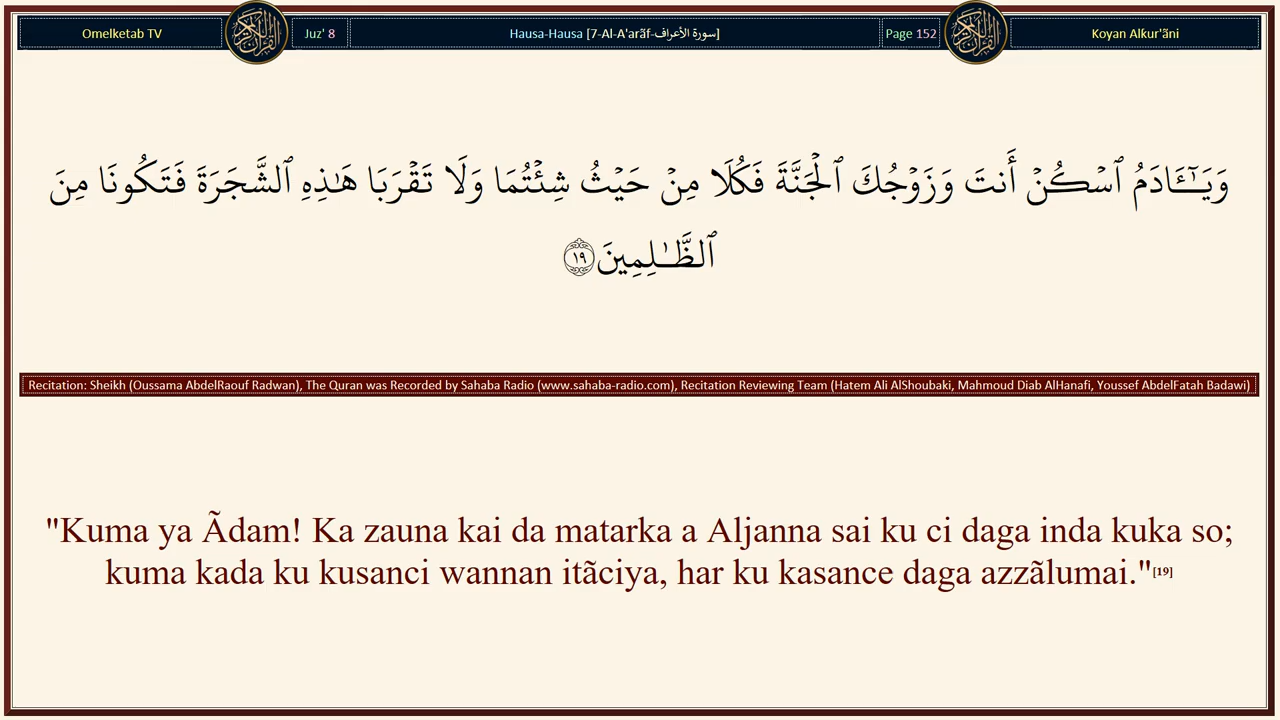 Omelketab TV
Juz' 8
Hausa-Hausa [7-Al-A'arãf-سورة الأعراف]
Page 152
Koyan Alƙur'ãni
وَيَـٰٓـَٔادَمُ ٱسۡكُنۡ أَنتَ وَزَوۡجُكَ ٱلۡجَنَّةَ فَكُلَا مِنۡ حَيۡثُ شِئۡتُمَا وَلَا تَقۡرَبَا هَـٰذِهِ ٱلشَّجَرَةَ فَتَكُونَا مِنَ
ٱلظَّـٰلِمِينَ ١٩
Recitation: Sheikh (Oussama AbdelRaouf Radwan), The Quran was Recorded by Sahaba Radio (www.sahaba-radio.com), Recitation Reviewing Team (Hatem Ali AlShoubaki, Mahmoud Diab AlHanafi, Youssef AbdelFatah Badawi)
"Kuma ya Ãdam! Ka zauna kai da matarka a Aljanna sai ku ci daga inda kuka so;
kuma kada ku kusanci wannan itãciya, har ku kasance daga azzãlumai."[19]